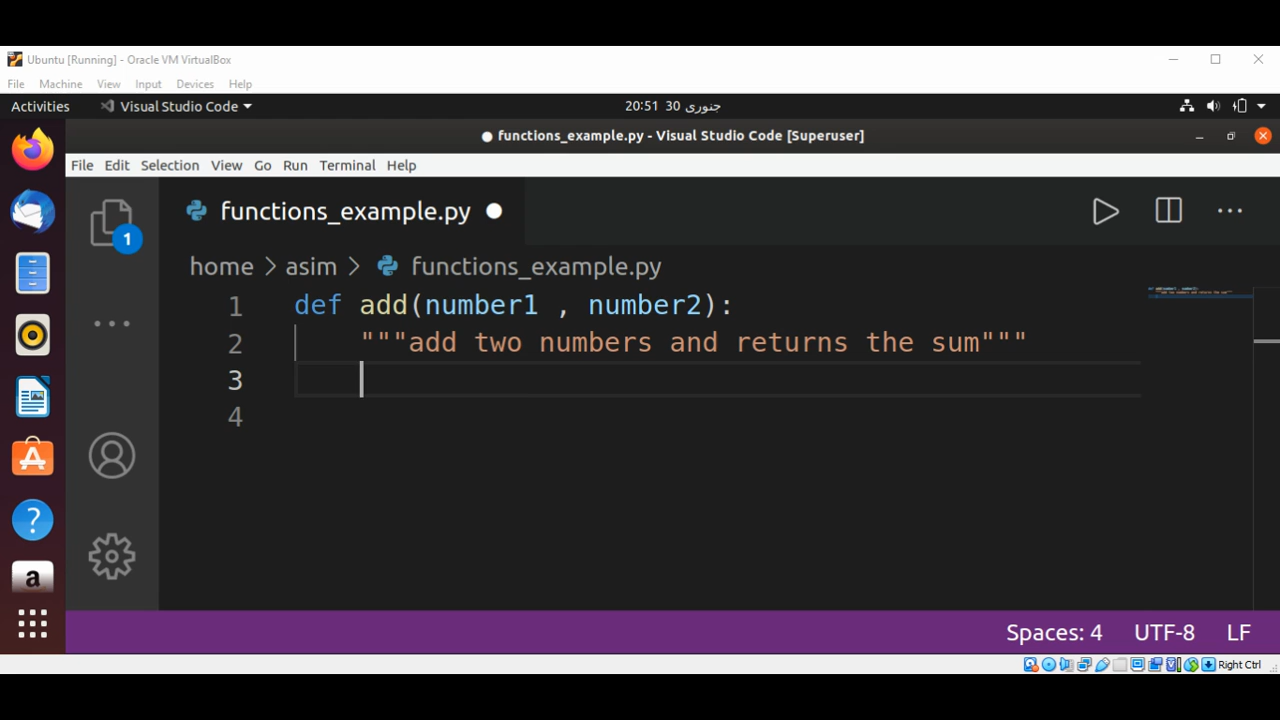 Ubuntu [Running] - Oracle VM VirtualBox
File Machine View Input Devices Help
Activities Visual Studio Code 20:51 30 جنوری
● functions_example.py - Visual Studio Code [Superuser]
File Edit Selection View Go Run Terminal Help
1
functions_example.py
home > asim > functions_example.py
1 def add(number1 , number2):
2 """add two numbers and returns the sum"""
3
4
Spaces: 4 UTF-8 LF
Right Ctrl